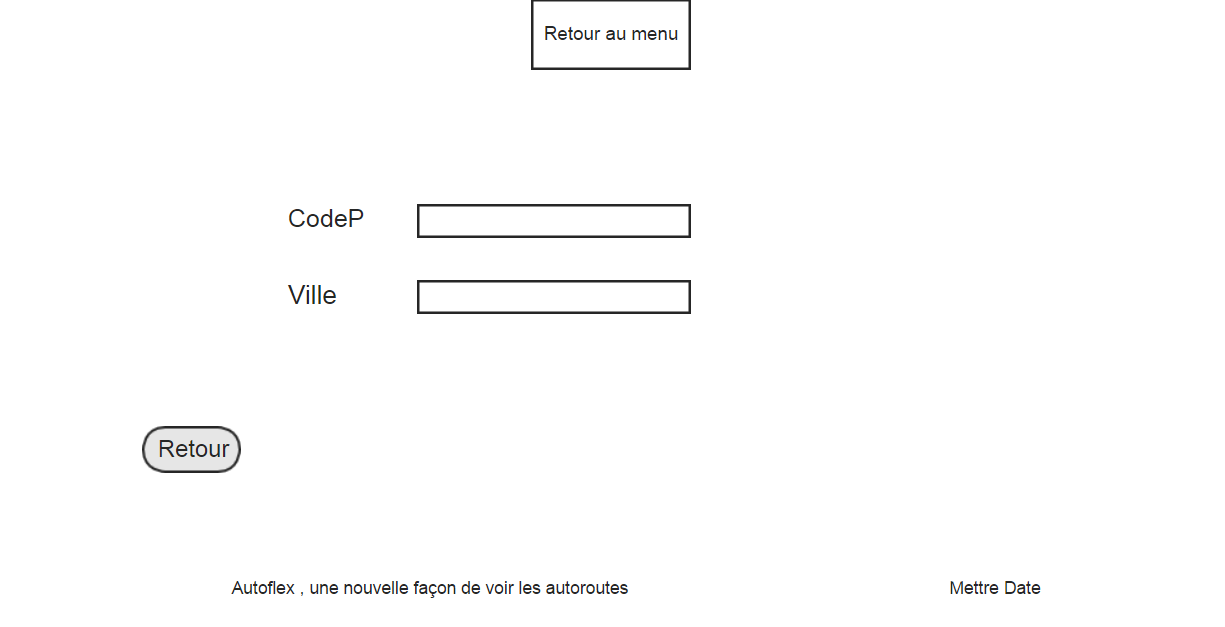 Retour au menu
CodeP
Ville
Retour
Autoflex , une nouvelle façon de voir les autoroutes
Mettre Date